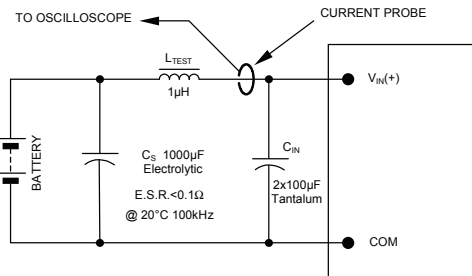 TO OSCILLOSCOPE
CURRENT PROBE
LTEST
1μH
VIN(+)
BATTERY
CS 1000μF
Electrolytic
E.S.R.<0.1Ω
@ 20°C 100kHz
CIN
2x100μF
Tantalum
COM